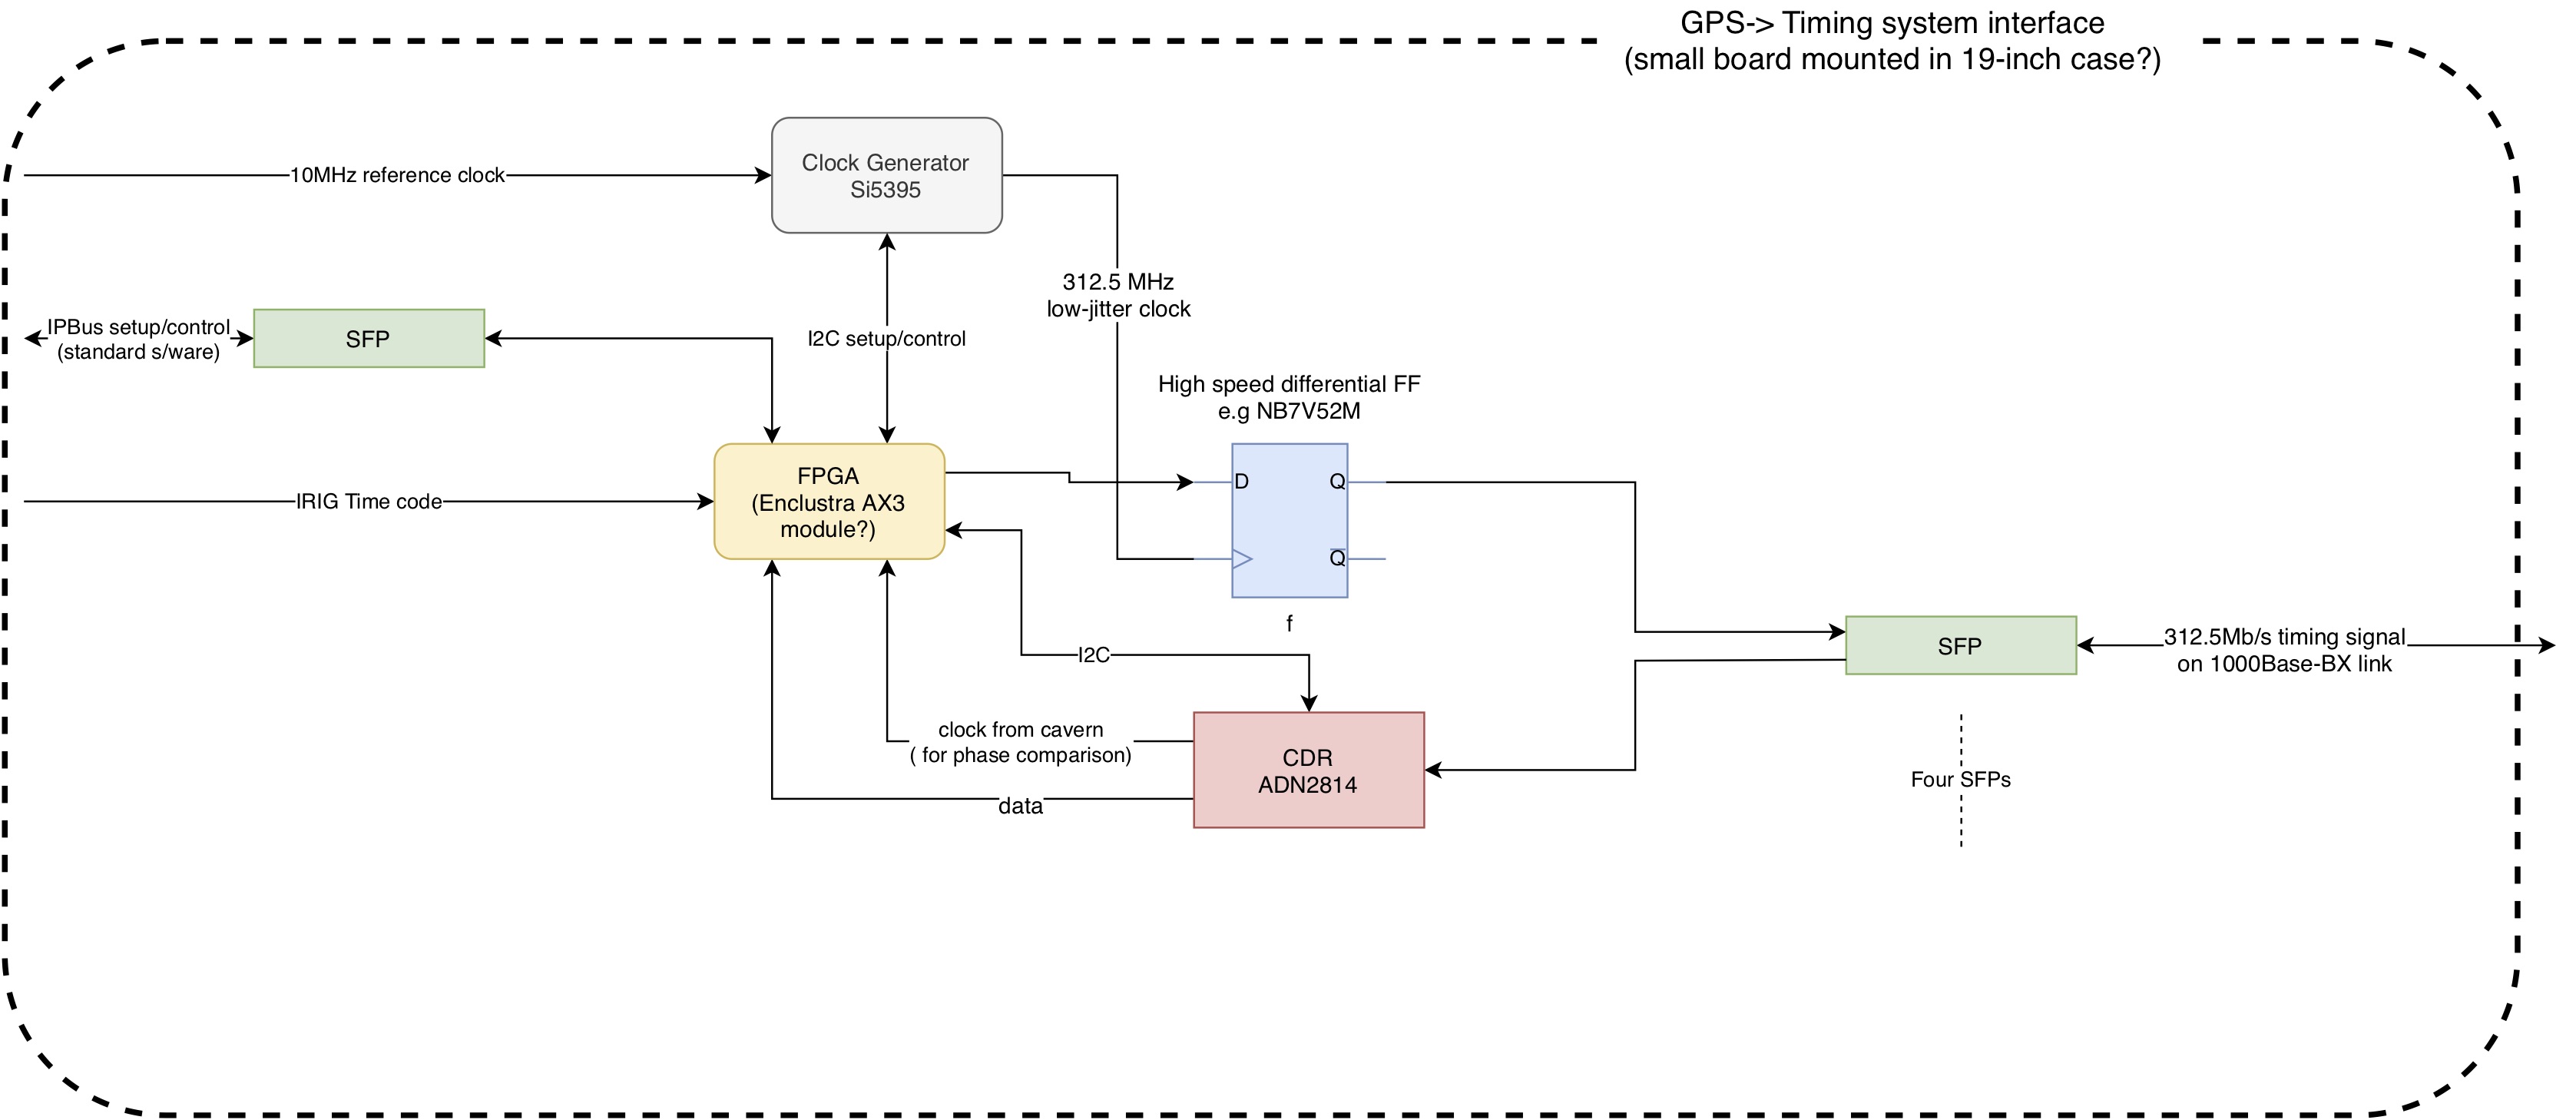 GPS-> Timing system interface
(small board mounted in 19-inch case?)
Clock Generator
Si5395
10MHz reference clock
312.5 MHz
low-jitter clock
IPBus setup/control
(standard s/ware)
SFP
I2C setup/control
High speed differential FF
e.g NB7V52M
FPGA
(Enclustra AX3
module?)
IRIG Time code
D
Q
Q
f
SFP
312.5Mb/s timing signal
on 1000Base-BX link
I2C
clock from cavern
( for phase comparison)
CDR
ADN2814
data
Four SFPs